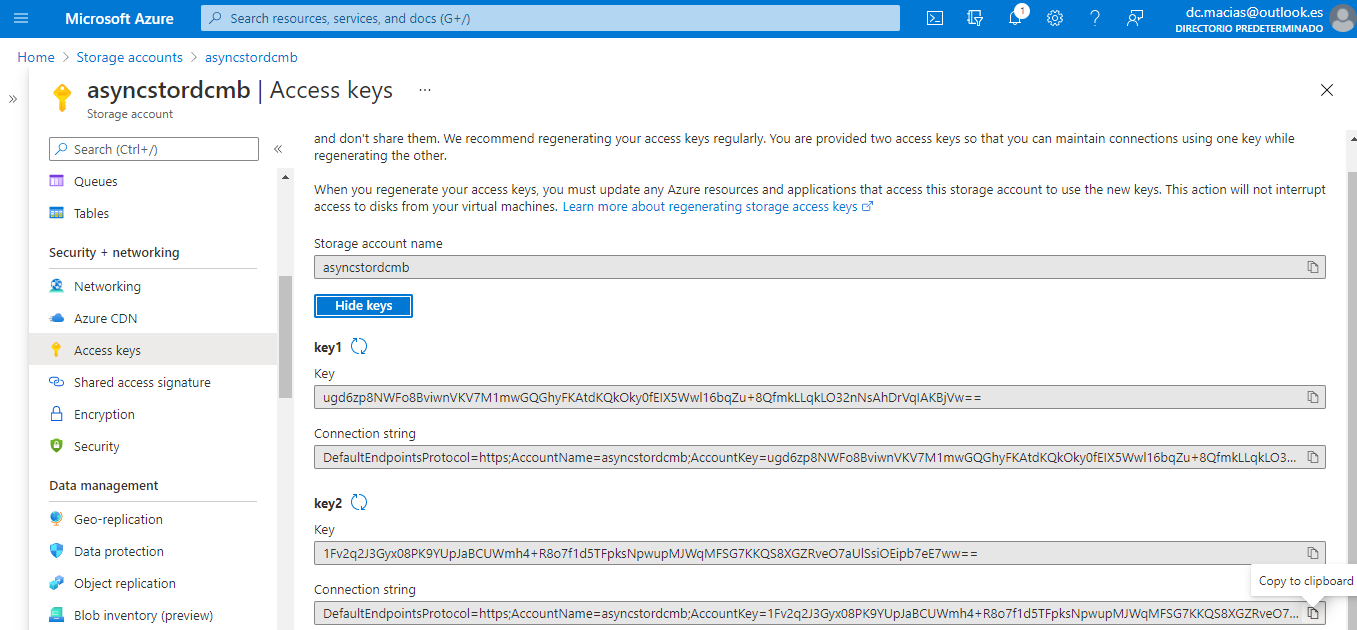 Microsoft Azure
Search resources, services, and docs (G+/)
1
dc.macias@outlook.es
DIRECTORIO PREDETERMINADO
Home > Storage accounts > asyncstordcmb
asyncstordcmb | Access keys ...
Storage account
Search (Ctrl+/)
Queues
Tables
Security + networking
Networking
Azure CDN
Access keys
Shared access signature
Encryption
Security
Data management
Geo-replication
Data protection
Object replication
Blob inventory (preview)
and don't share them. We recommend regenerating your access keys regularly. You are provided two access keys so that you can maintain connections using one key while
regenerating the other.
When you regenerate your access keys, you must update any Azure resources and applications that access this storage account to use the new keys. This action will not interrupt
access to disks from your virtual machines. Learn more about regenerating storage access keys
Storage account name
asyncstordcmb
Hide keys
key1
Key
ugd6zp8NWFo8BviwnVKV7M1mwGQGhyFKAtdKQkOky0fEIX5Wwl16bqZu+8QfmkLLqkLO32nNsAhDrVqIAKBjVw==
Connection string
DefaultEndpointsProtocol=https;AccountName=asyncstordcmb;AccountKey=ugd6zp8NWFo8BviwnVKV7M1mwGQGhyFKAtdKQkOky0fEIX5Wwl16bqZu+8QfmkLLqkLO3...
key2
Key
1Fv2q2J3Gyx08PK9YUpJaBCUWmh4+R8o7f1d5TFpksNpwupMJWqMFSG7KKQS8XGZRveO7aUlSsiOEipb7eE7ww==
Connection string
DefaultEndpointsProtocol=https;AccountName=asyncstordcmb;AccountKey=1Fv2q2J3Gyx08PK9YUpJaBCUWmh4+R8o7f1d5TFpksNpwupMJWqMFSG7KKQS8XGZRveO7...
Copy to clipboard